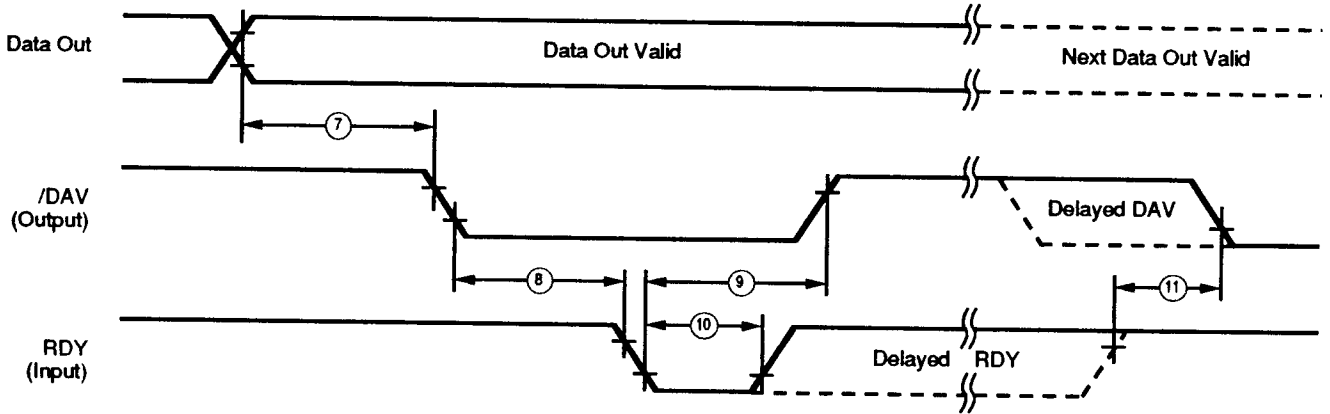 Data Out
Data Out Valid
Next Data Out Valid
7
/DAV
(Output)
Delayed DAV
8
9
11
10
RDY
(Input)
Delayed RDY